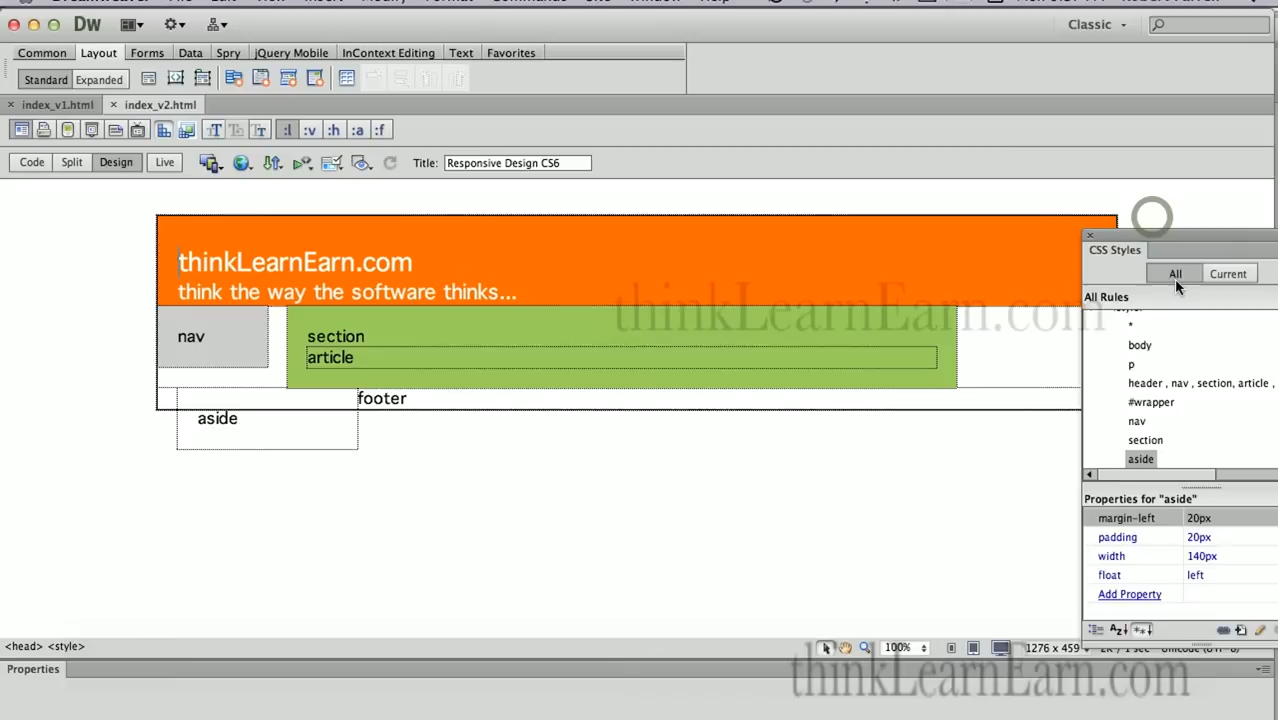 Dw
Classic
Common Layout Forms Data Spry jQuery Mobile InContext Editing Text Favorites
Standard Expanded
index_v1.html index_v2.html
:l :v :h :a :f
Code Split Design Live Title: Responsive Design CS6
thinkLearnEarn.com
think the way the software thinks...
thinkLearnEarn.com
nav
section
article
footer
aside
CSS Styles
All Current
All Rules
*
body
p
header , nav , section, article ,
#wrapper
nav
section
aside
Properties for "aside"
margin-left 20px
padding 20px
width 140px
float left
Add Property
<head> <style>
100%
1276 x 459
Properties
thinkLearnEarn.com